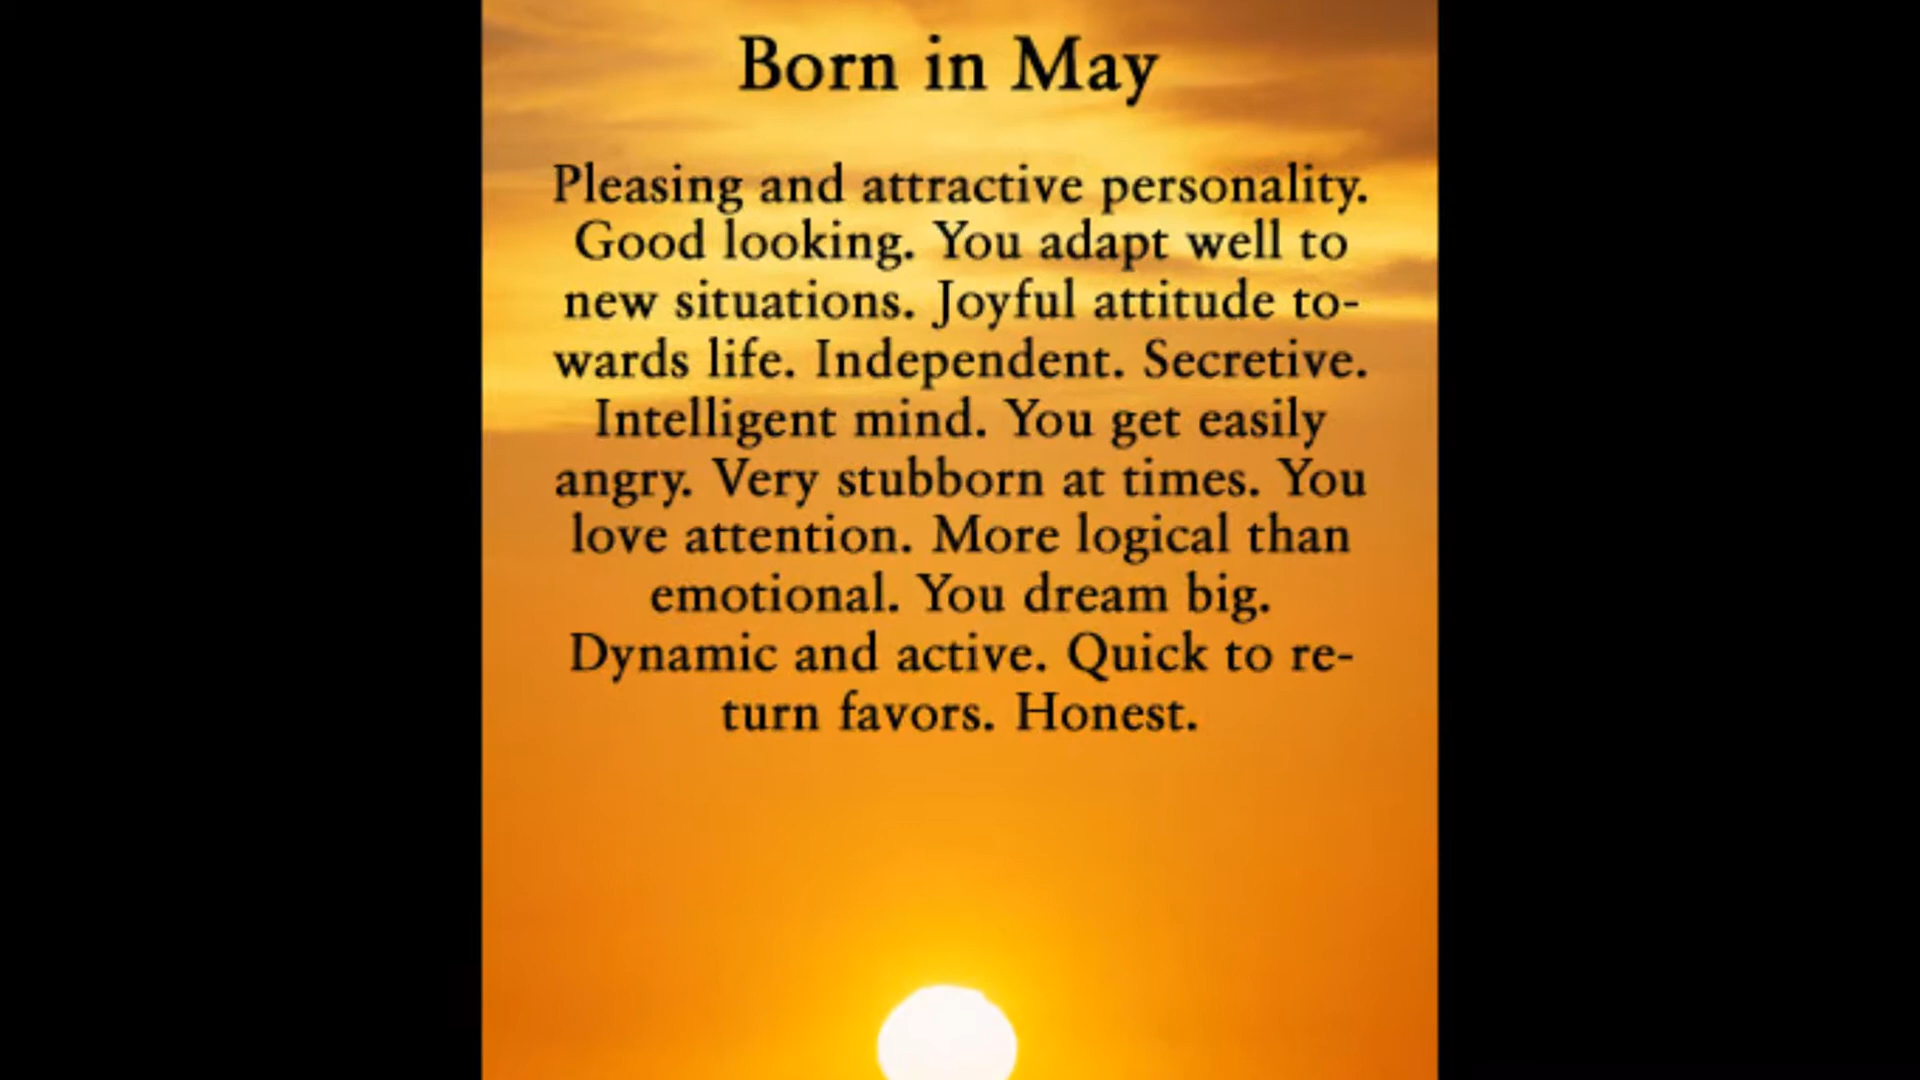 Born in May
Pleasing and attractive personality.
Good looking. You adapt well to
new situations. Joyful attitude to-
wards life. Independent. Secretive.
Intelligent mind. You get easily
angry. Very stubborn at times. You
love attention. More logical than
emotional. You dream big.
Dynamic and active. Quick to re-
turn favors. Honest.